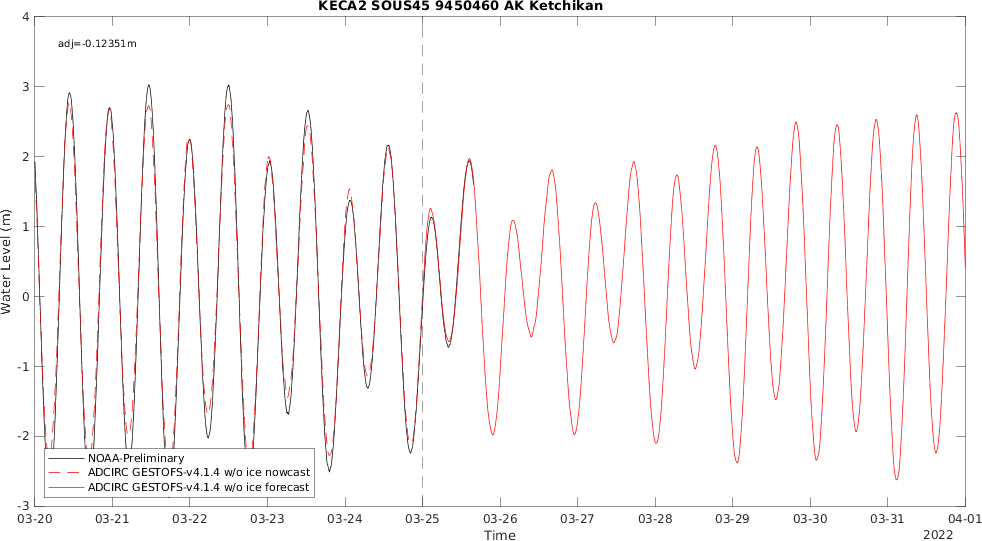 KECA2 SOUS45 9450460 AK Ketchikan
adj=-0.12351m
4
3
2
1
0
-1
-2
-3
Water Level (m)
NOAA-Preliminary
ADCIRC GESTOFS-v4.1.4 w/o ice nowcast
ADCIRC GESTOFS-v4.1.4 w/o ice forecast
03-20 03-21 03-22 03-23 03-24 03-25 03-26 03-27 03-28 03-29 03-30 03-31 04-01
Time
2022